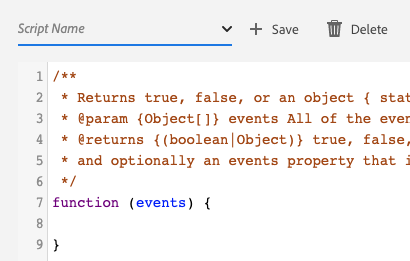 Script Name Save Delete
1 /**
2 * Returns true, false, or an object { stat
3 * @param {Object[]} events All of the even
4 * @returns {(boolean|Object)} true, false,
5 * and optionally an events property that i
6 */
7 function (events) {
8
9 }